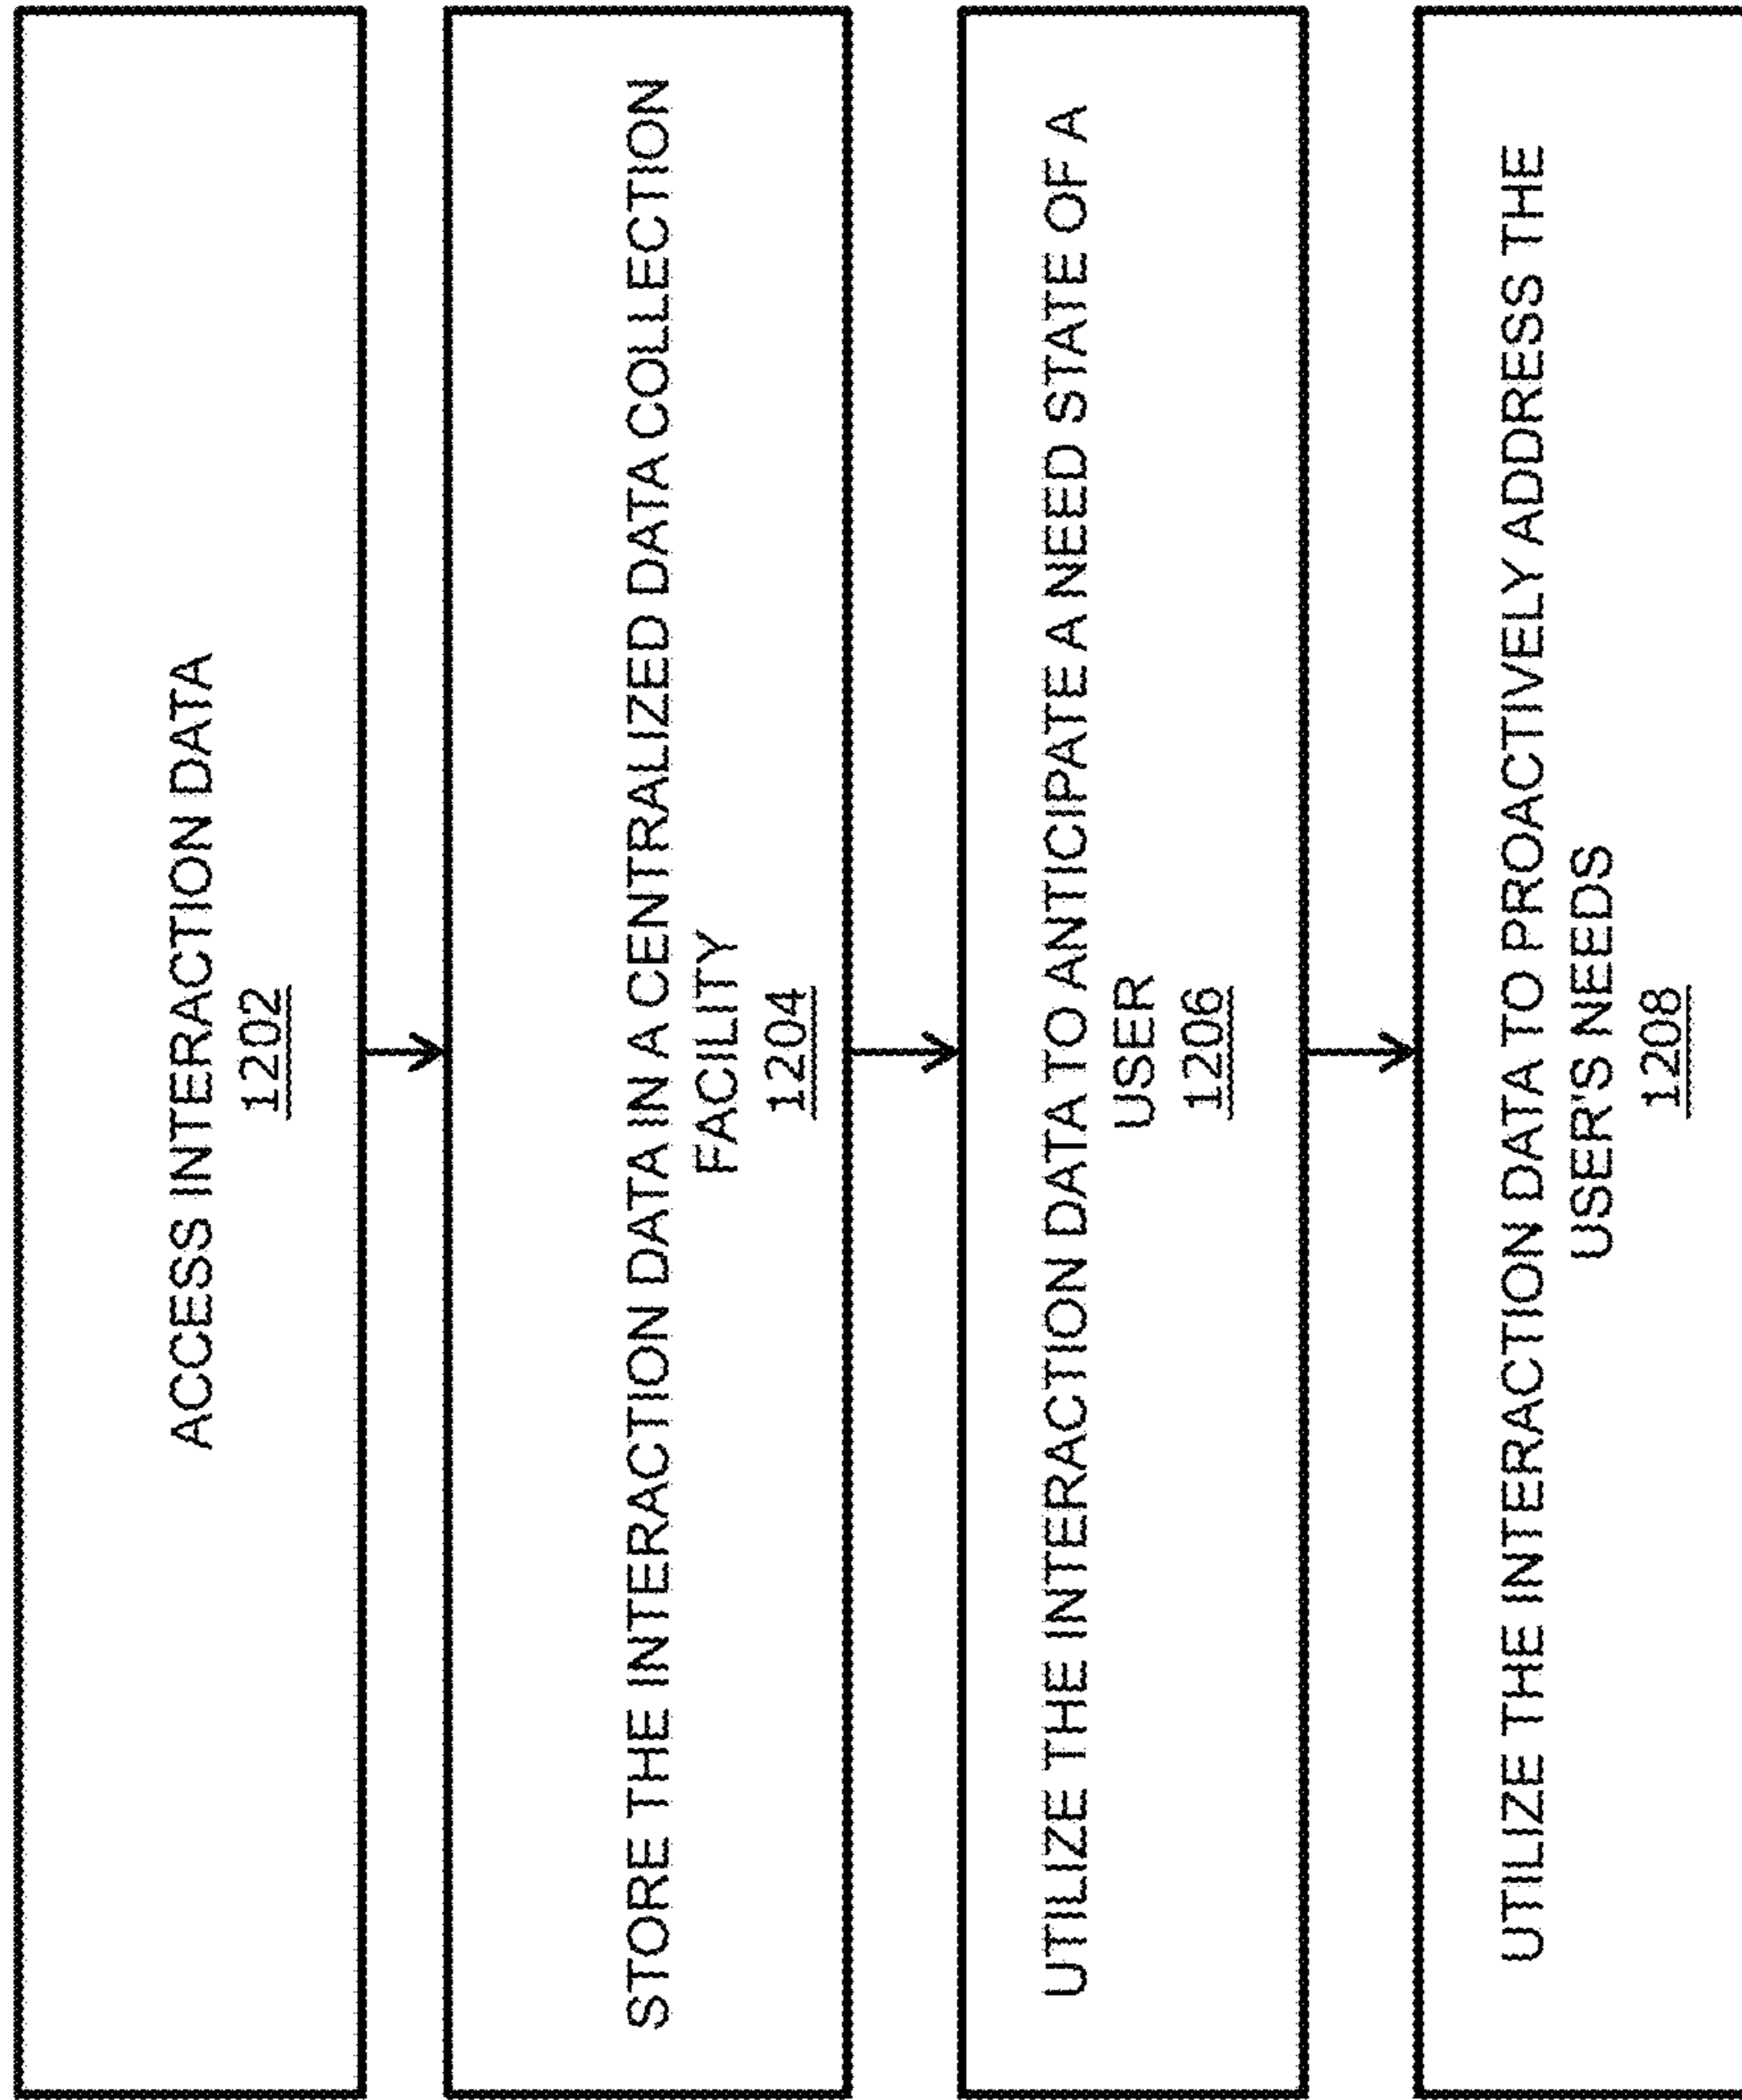 ACCESS INTERACTION DATA
1202
STORE THE INTERACTION DATA IN A CENTRALIZED DATA COLLECTION
FACILITY
1204
UTILIZE THE INTERACTION DATA TO ANTICIPATE A NEED STATE OF A
USER
1206
UTILIZE THE INTERACTION DATA TO PROACTIVELY ADDRESS THE
USER'S NEEDS
1208